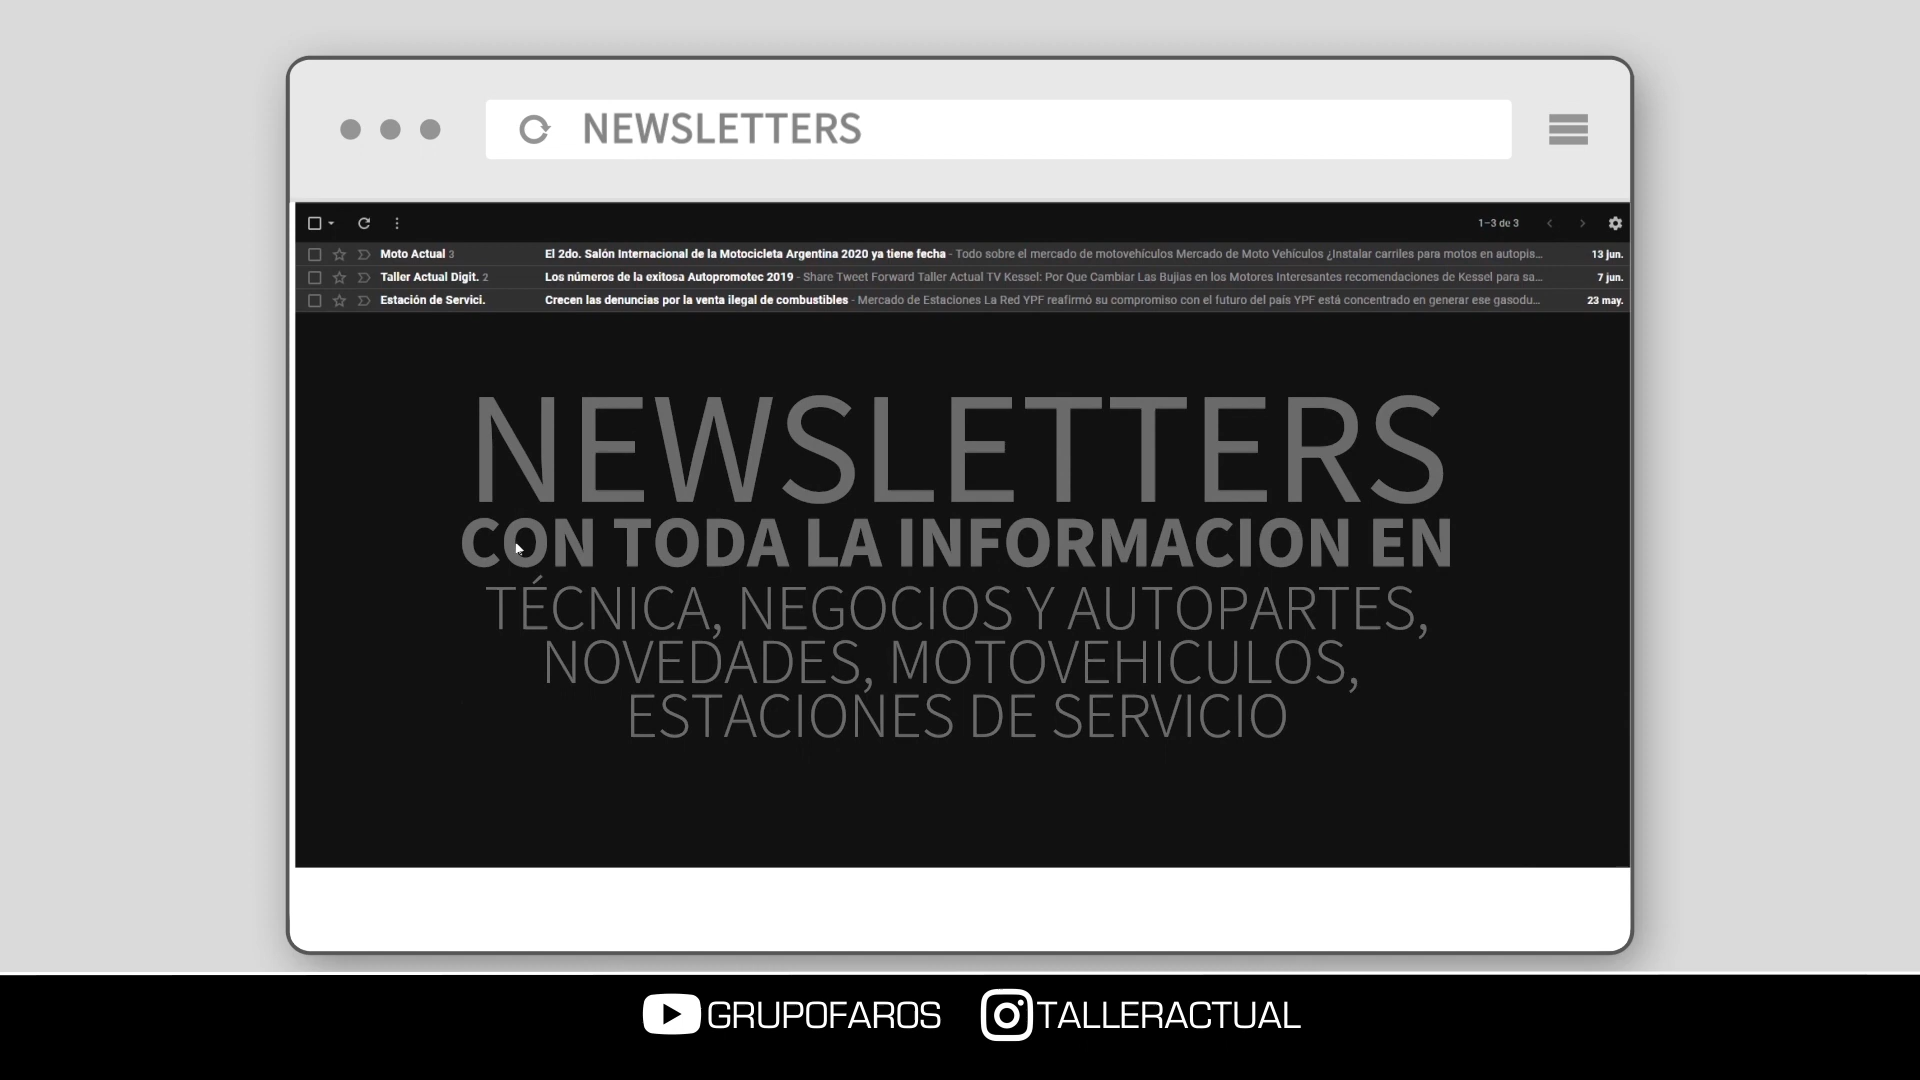 NEWSLETTERS
1–3 de 3
Moto Actual 3 El 2do. Salón Internacional de la Motocicleta Argentina 2020 ya tiene fecha - Todo sobre el mercado de motovehículos Mercado de Moto Vehículos ¿Instalar carriles para motos en autopis... 13 jun.
Taller Actual Digit. 2 Los números de la exitosa Autopromotec 2019 - Share Tweet Forward Taller Actual TV Kessel: Por Que Cambiar Las Bujias en los Motores Interesantes recomendaciones de Kessel para sa... 7 jun.
Estación de Servici. Crecen las denuncias por la venta ilegal de combustibles - Mercado de Estaciones La Red YPF reafirmó su compromiso con el futuro del país YPF está concentrado en generar ese gasodu... 23 may.
NEWSLETTERS
CON TODA LA INFORMACION EN
TÉCNICA, NEGOCIOS Y AUTOPARTES,
NOVEDADES, MOTOVEHICULOS,
ESTACIONES DE SERVICIO
GRUPOFAROS TALLERACTUAL